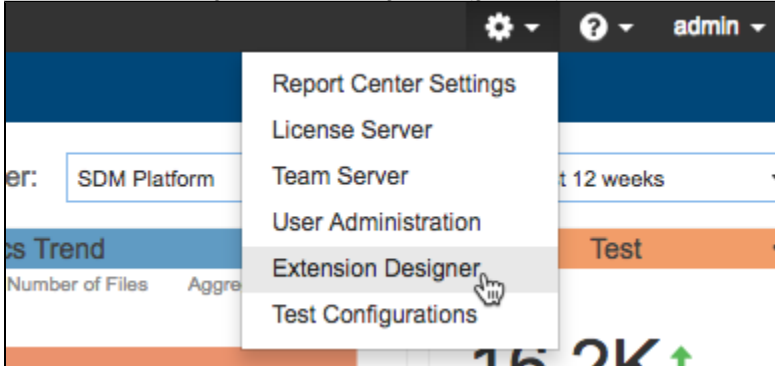 admin
Report Center Settings
License Server
er: SDM Platform Team Server t 12 weeks
User Administration
cs Trend Test
Extension Designer
Number of Files Aggre
Test Configurations
16.2K